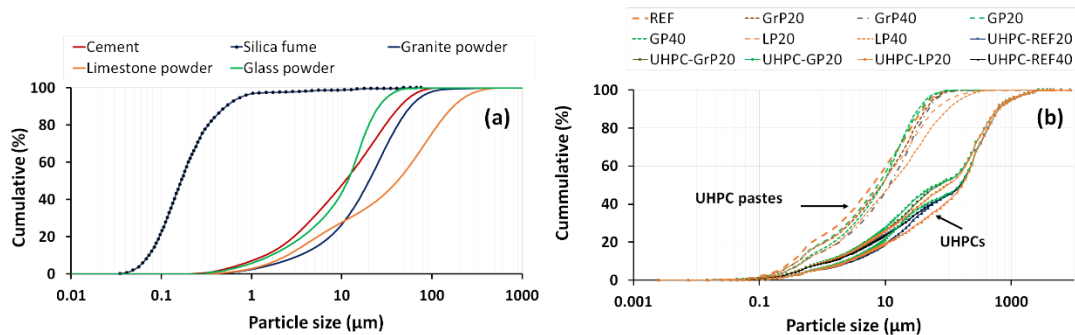 Cement Silica fume Granite powder
Limestone powder Glass powder
(a)
Cumulative (%)
100
80
60
40
20
0
0.01 0.1 1 10 100 1000
Particle size (µm)
REF GrP20 GrP40 GP20
GP40 LP20 LP40 UHPC-REF20
UHPC-GrP20 UHPC-GP20 UHPC-LP20 UHPC-REF40
(b)
Cummulative (%)
100
80
60
40
20
0
UHPC pastes
UHPCs
0.001 0.1 10 1000
Particle size (µm)